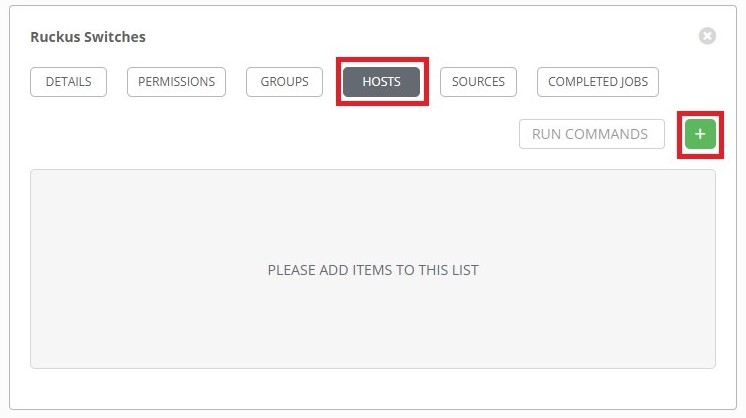 Ruckus Switches
DETAILS PERMISSIONS GROUPS HOSTS SOURCES COMPLETED JOBS
RUN COMMANDS +
PLEASE ADD ITEMS TO THIS LIST